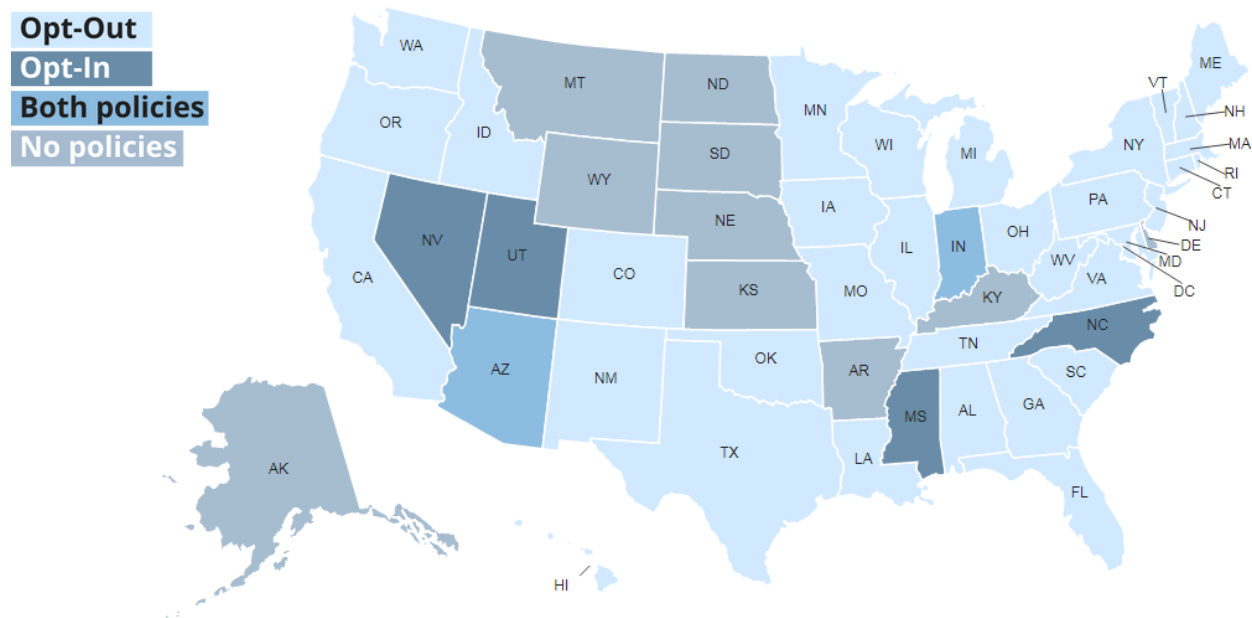 Opt-Out
Opt-In
Both policies
No policies
WA
OR
ID
MT
ND
SD
WY
NE
MN
WI
MI
IA
NV
UT
CO
CA
KS
MO
IL
IN
OH
PA
NY
VT
ME
NH
MA
RI
CT
NJ
DE
MD
DC
WV
VA
KY
NC
TN
SC
AZ
NM
OK
AR
MS
AL
GA
TX
LA
FL
AK
HI